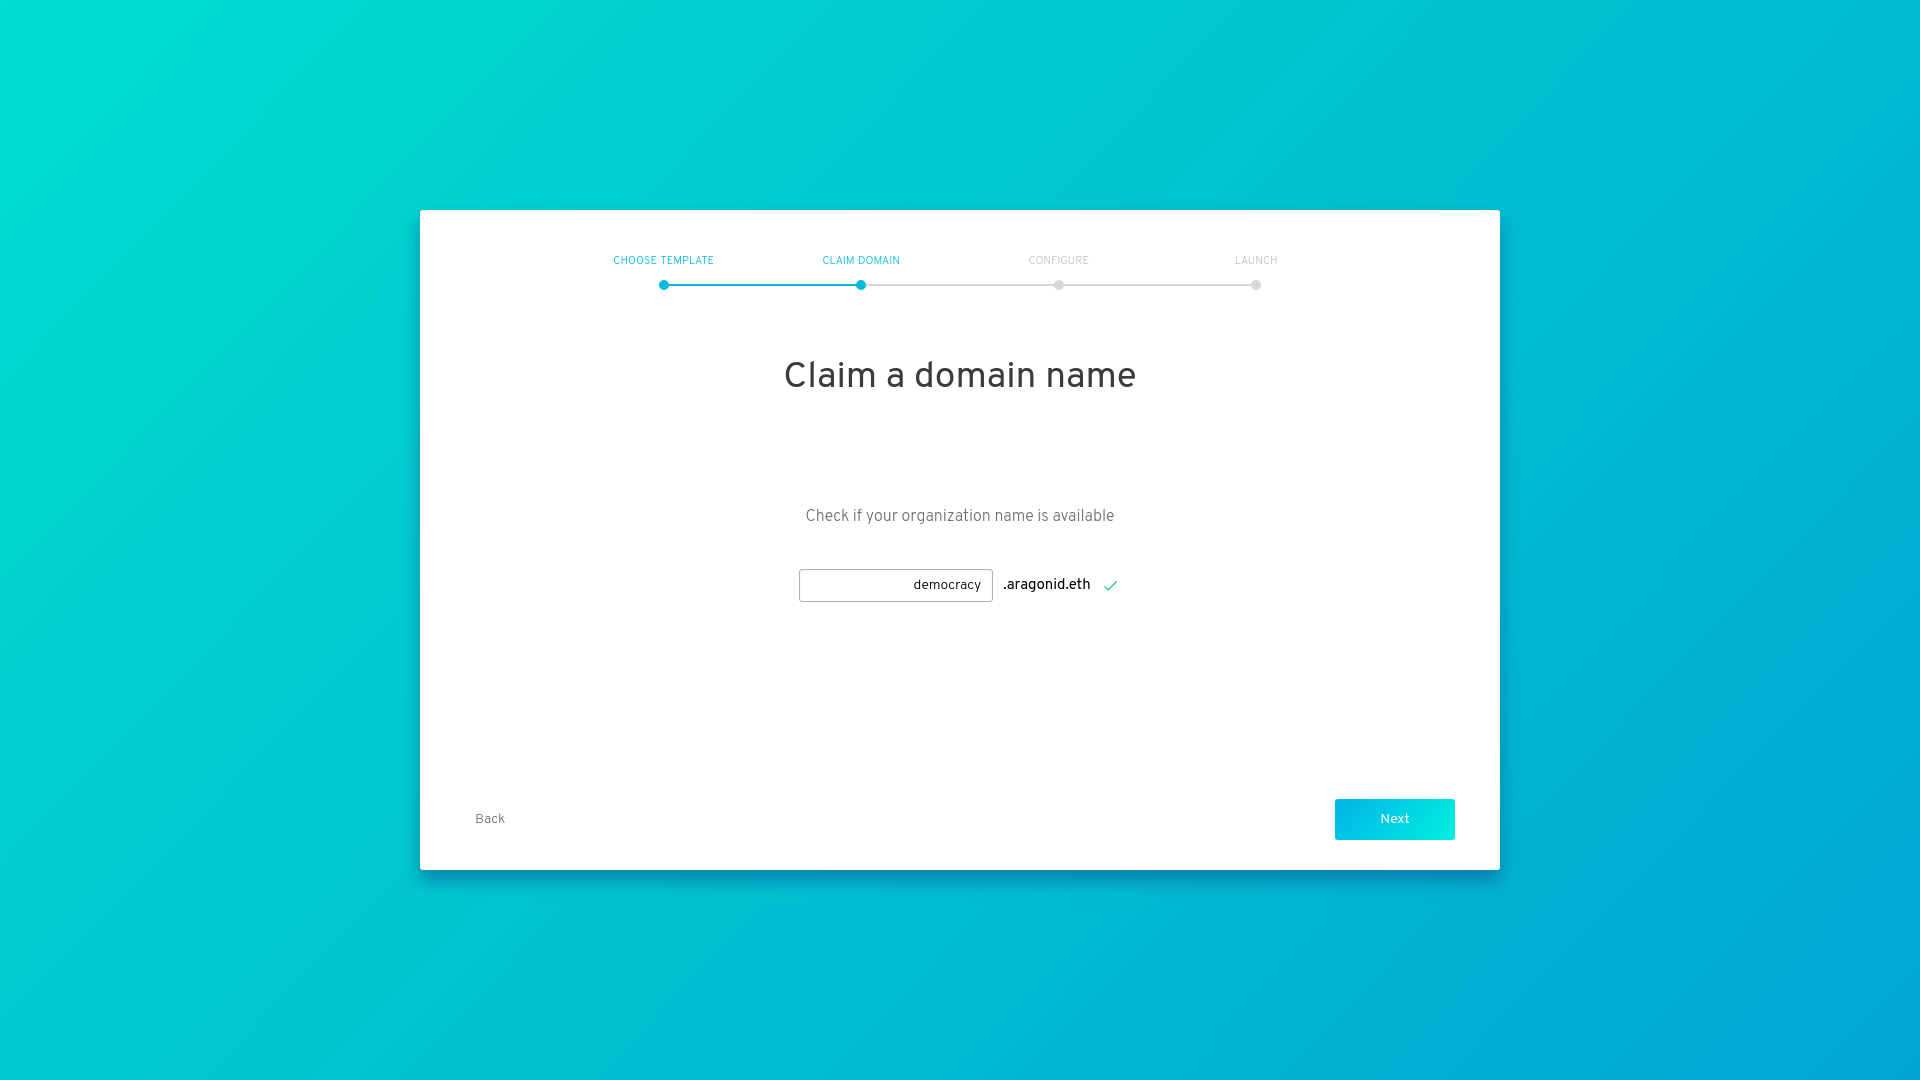 CHOOSE TEMPLATE
CLAIM DOMAIN
CONFIGURE
LAUNCH
Claim a domain name
Check if your organization name is available
democracy .aragonid.eth
Back
Next